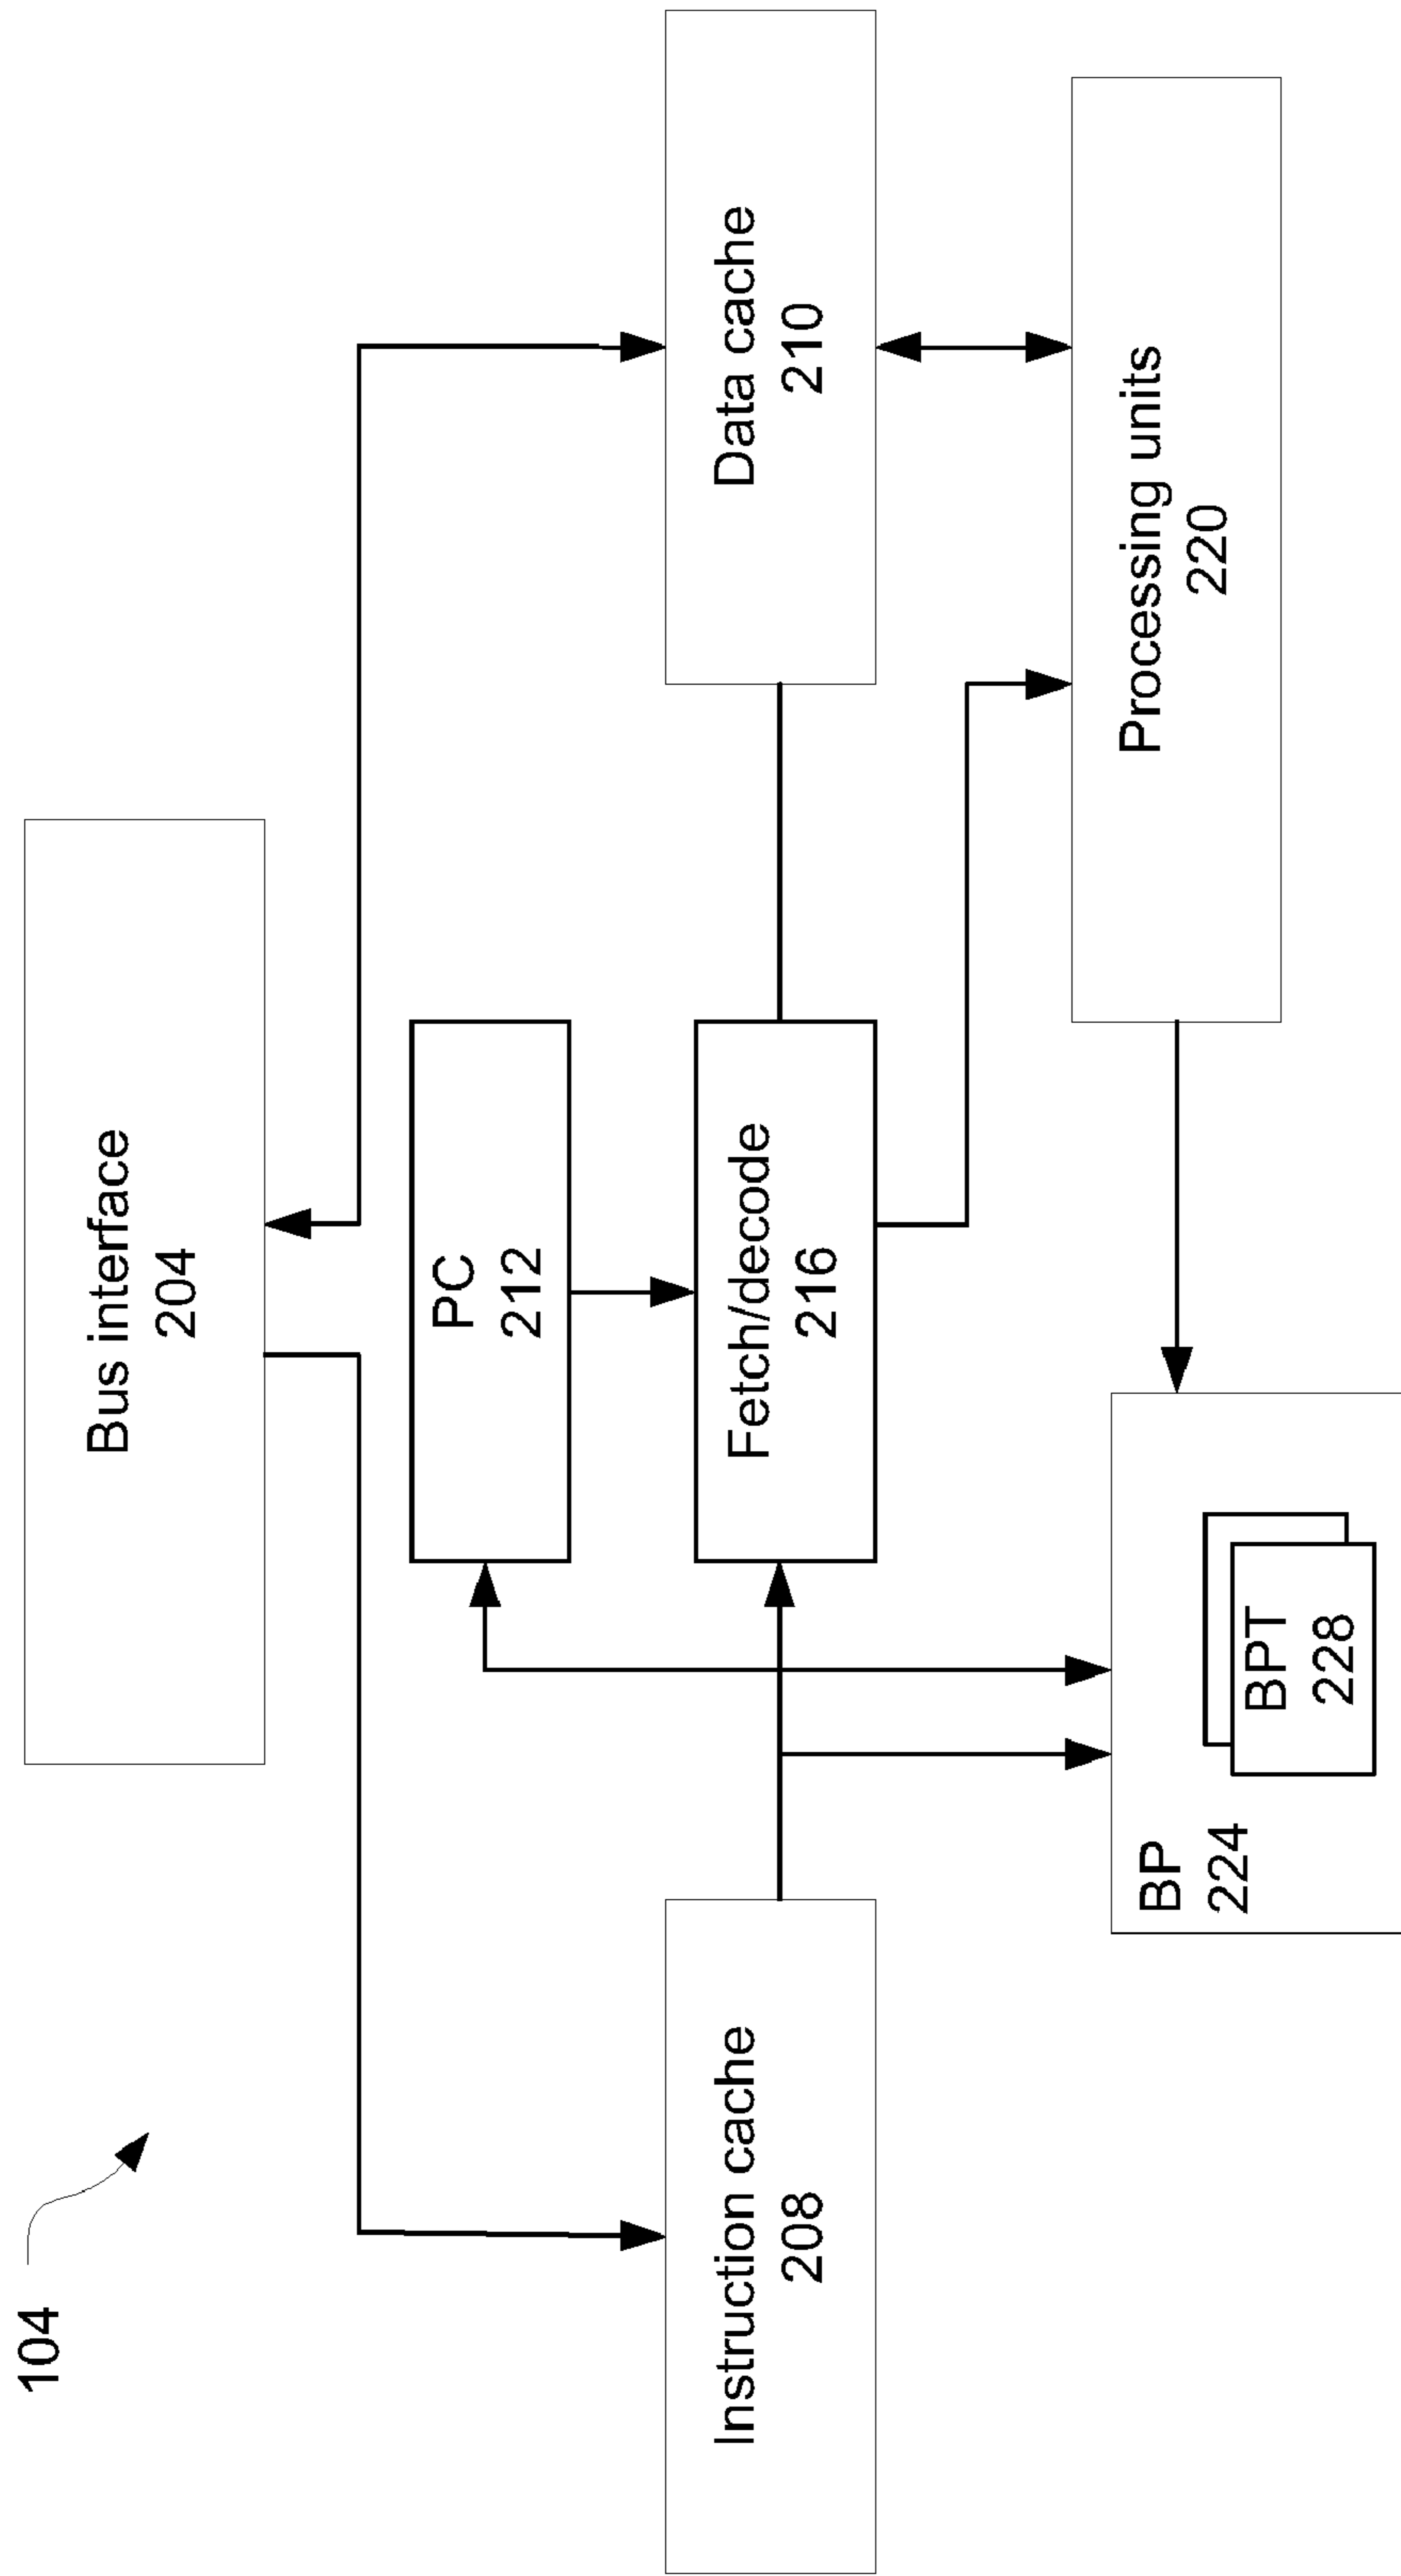 104
Bus interface
204
PC
212
Instruction cache
208
Fetch/decode
216
Data cache
210
BP
224
BPT
228
Processing units
220